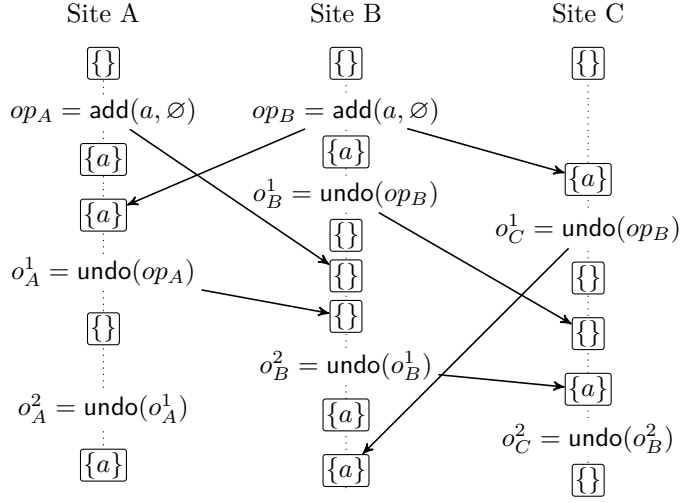 Site A Site B Site C
{} {} {}
op_A = add(a, ∅) op_B = add(a, ∅)
{a} {a}
{a}
{a} o_B^1 = undo(op_B)
{} o_C^1 = undo(op_B)
o_A^1 = undo(op_A) {} {}
{} {} {}
o_B^2 = undo(o_B^1)
{a}
o_A^2 = undo(o_A^1) {a}
o_C^2 = undo(o_B^2)
{a} {a} {}